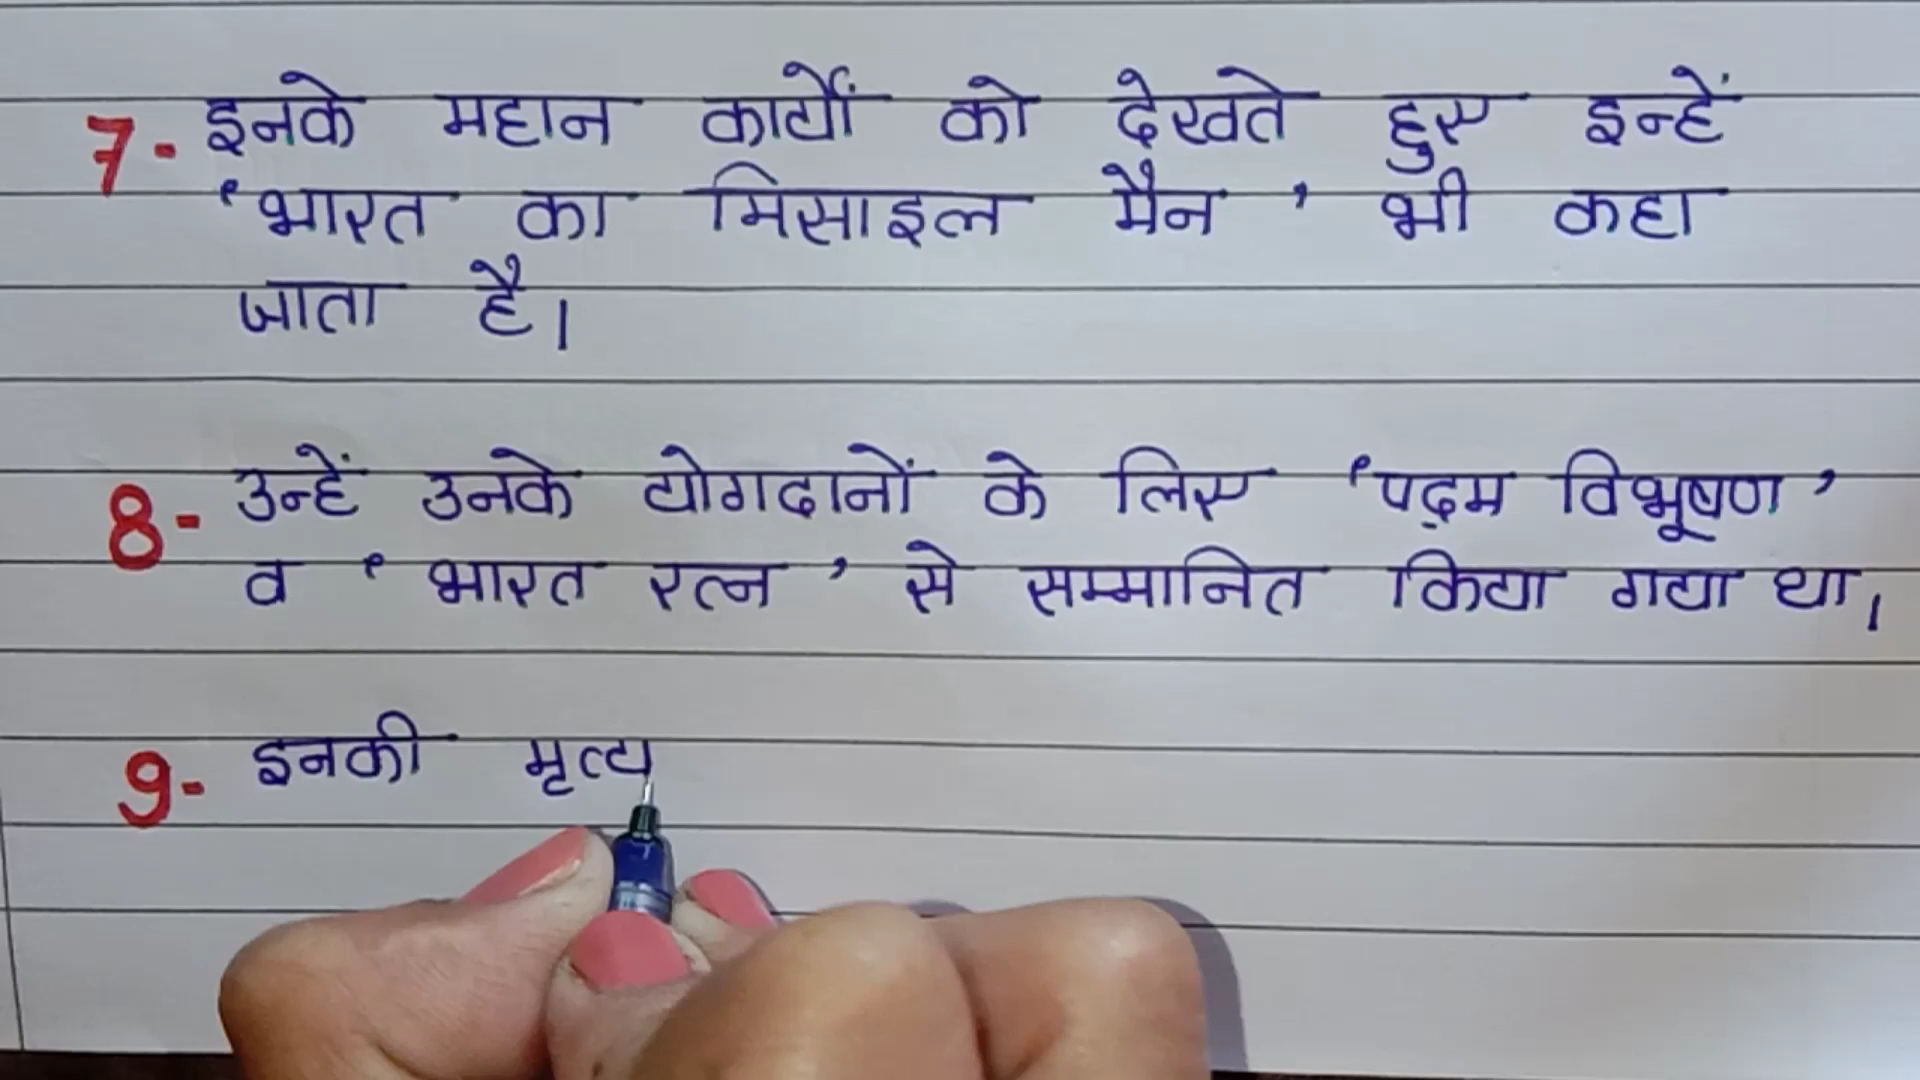 7- इनके महान कार्यों को देखते हुए इन्हें
‘भारत का मिसाइल मैन’ भी कहा
जाता है।
8- उन्हें उनके योगदानों के लिए ‘पद्म विभूषण’
व ‘भारत रत्न’ से सम्मानित किया गया था।
9- इनकी मृत्य